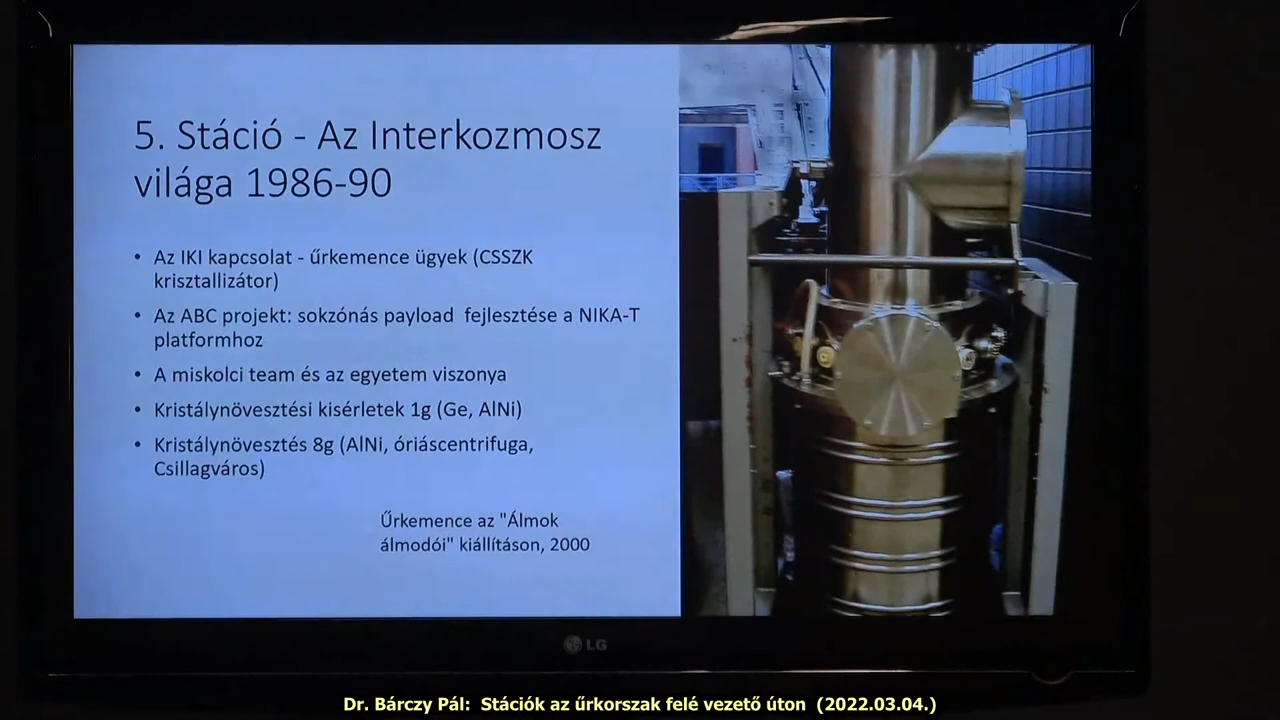 5. Stáció - Az Interkozmosz
világa 1986-90
• Az IKI kapcsolat - űrkemence ügyek (CSSZK
krisztallizátor)
• Az ABC projekt: sokzónás payload fejlesztése a NIKA-T
platformhoz
• A miskolci team és az egyetem viszonya
• Kristálynövesztési kisérletek 1g (Ge, AlNi)
• Kristálynövesztés 8g (AlNi, óriáscentrifuga,
Csillagváros)
Űrkemence az "Álmok
álmodói" kiállításon, 2000
LG
Dr. Bárczy Pál: Stációk az űrkorszak felé vezető úton (2022.03.04.)